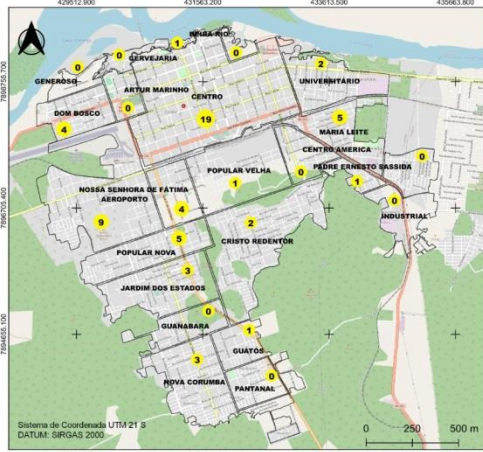 429512.900 431563.200 433613.500 435663.800
7898755.700
7896705.400
7894655.100
BEIRA RIO
1
CERVEJARIA
0
0
GENEROSO
0
2
UNIVERSITÁRIO
ARTUR MARINHO
CENTRO
DOM BOSCO
0
19
4
5
MARIA LEITE
CENTRO AMERICA
0
PADRE ERNESTO SASSIDA
POPULAR VELHA
0
1
1
NOSSA SENHORA DE FATIMA
AEROPORTO
0
INDUSTRIAL
4
9
2
5
CRISTO REDENTOR
POPULAR NOVA
3
JARDIM DOS ESTADOS
0
GUANABARA
1
GUATÓS
3
0
NOVA CORUMBA
PANTANAL
Sistema de Coordenada UTM 21 S
DATUM: SIRGAS 2000
0 250 500 m